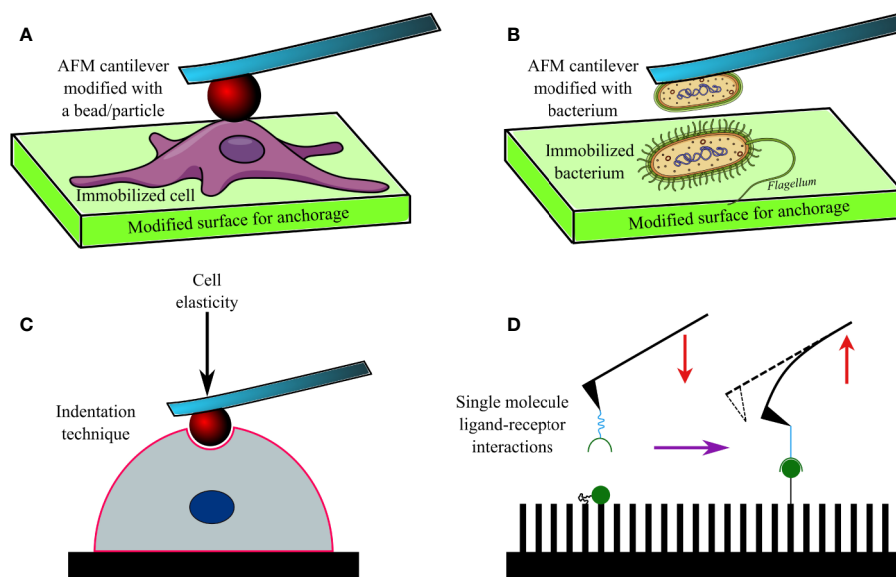 A
AFM cantilever
modified with
a bead/particle
Immobilized cell
Modified surface for anchorage
B
AFM cantilever
modified with
bacterium
Immobilized
bacterium
Flagellum
Modified surface for anchorage
C
Cell
elasticity
Indentation
technique
D
Single molecule
ligand-receptor
interactions